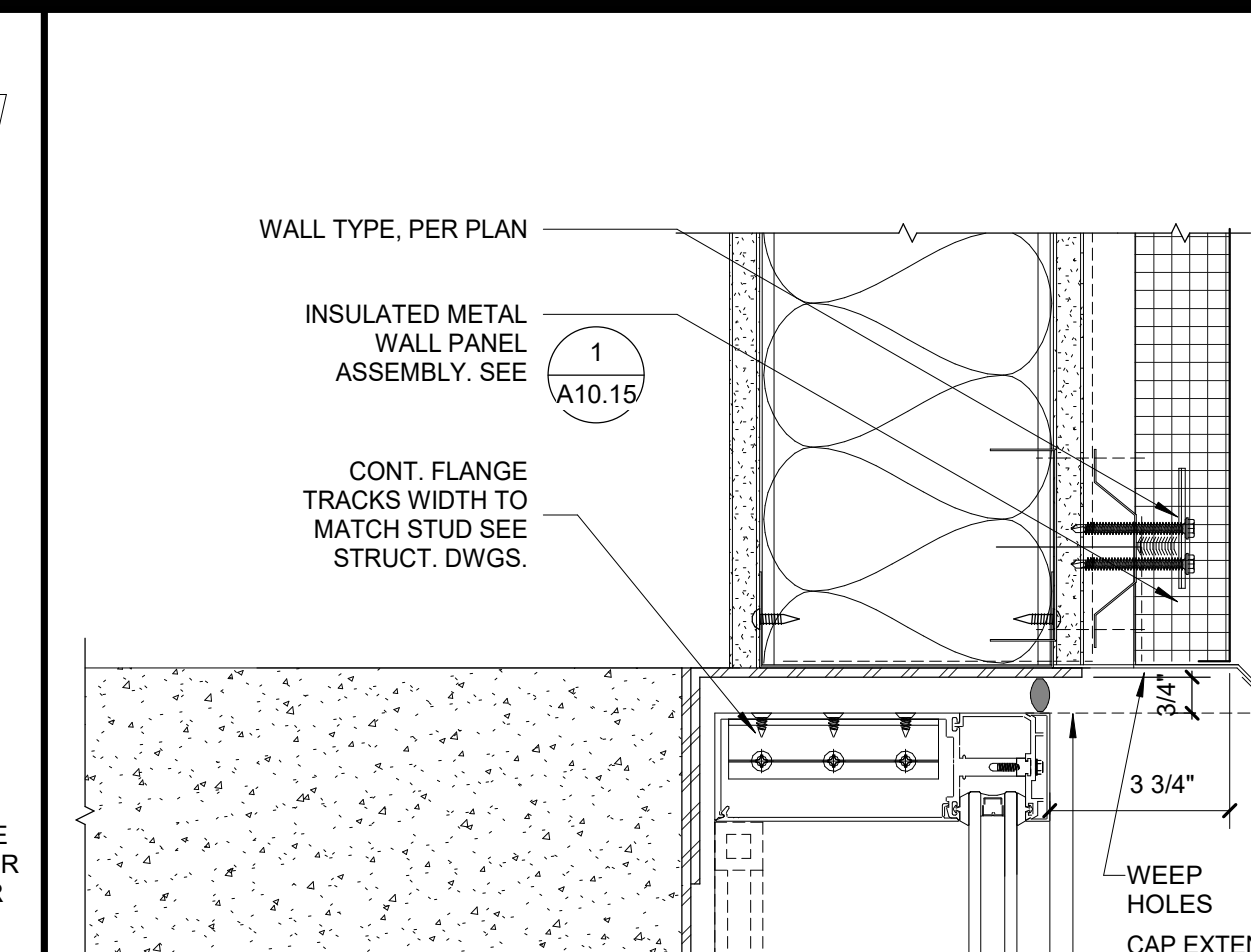 WALL TYPE, PER PLAN
INSULATED METAL
WALL PANEL
ASSEMBLY. SEE
1
A10.15
CONT. FLANGE
TRACKS WIDTH TO
MATCH STUD SEE
STRUCT. DWGS.
3/4"
3 3/4"
E
R
R
WEEP
HOLES
CAP